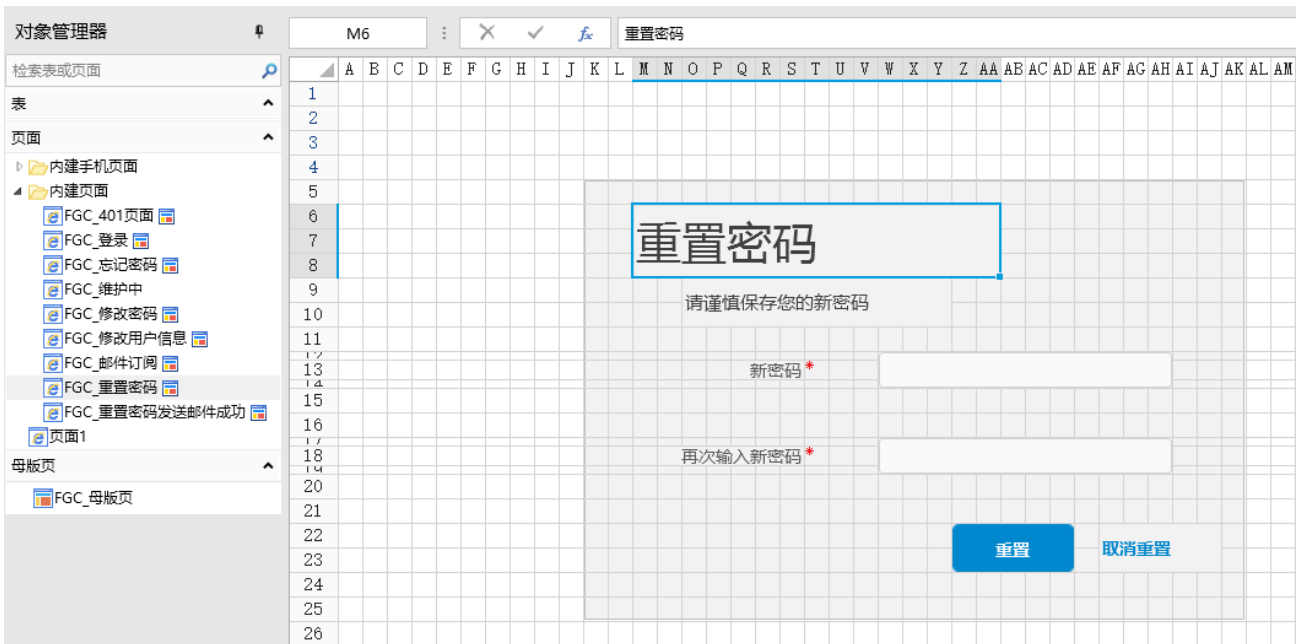 对象管理器
M6
fx
重置密码
检索表或页面
A B C D E F G H I J K L M N O P Q R S T U V W X Y Z AA AB AC AD AE AF AG AH AI AJ AK AL AM
表
页面
内建手机页面
内建页面
FGC_401页面
FGC_登录
FGC_忘记密码
FGC_维护中
FGC_修改密码
FGC_修改用户信息
FGC_邮件订阅
FGC_重置密码
FGC_重置密码发送邮件成功
页面1
母版页
FGC_母版页
1
2
3
4
5
6
7
8
9
10
11
12
13
14
15
16
17
18
19
20
21
22
23
24
25
26
重置密码
请谨慎保存您的新密码
新密码*
再次输入新密码*
重置
取消重置